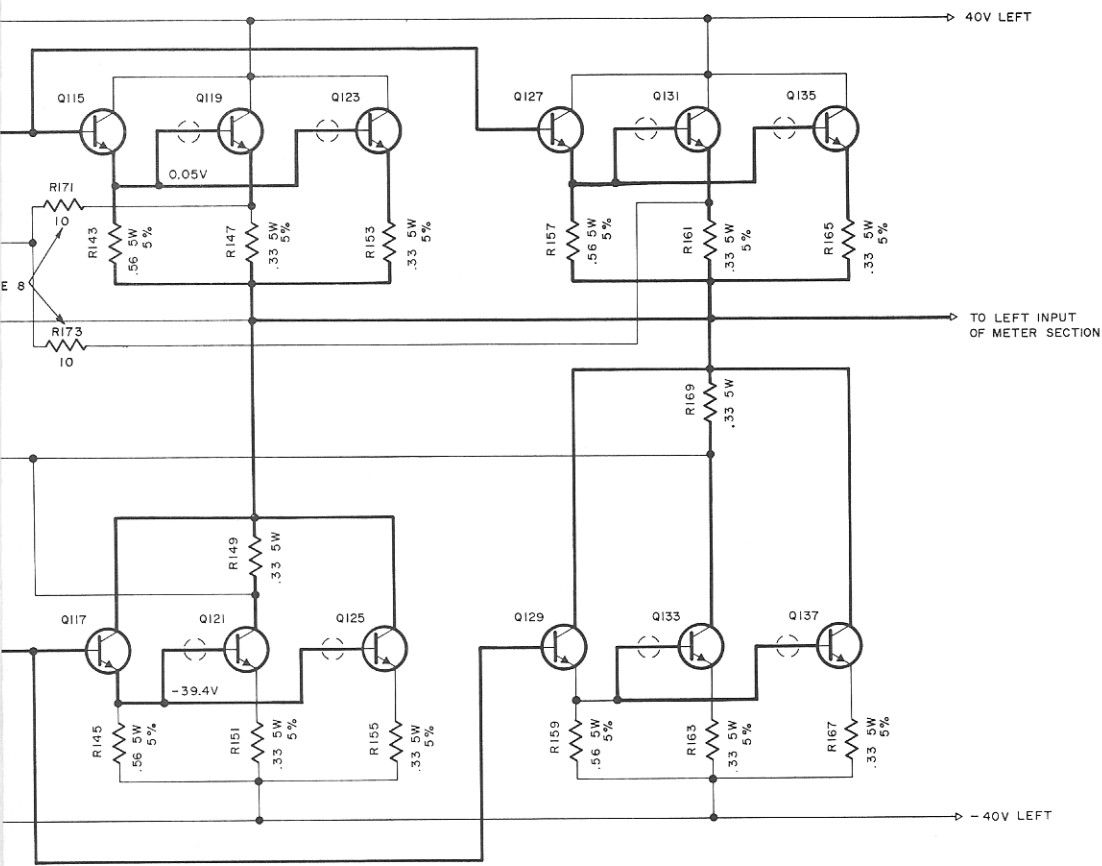 40V LEFT
Q115
Q119
Q123
Q127
Q131
Q135
0.05V
R171
10
R143
.56 5W
5%
R147
.33 5W
5%
R153
.33 5W
5%
R157
.56 5W
5%
R161
.33 5W
5%
R165
.33 5W
5%
E 8
R173
10
TO LEFT INPUT
OF METER SECTION
R169
.33 5W
R149
.33 5W
Q117
Q121
Q125
Q129
Q133
Q137
-39.4V
R145
.56 5W
5%
R151
.33 5W
5%
R155
.33 5W
5%
R159
.56 5W
5%
R163
.33 5W
5%
R167
.33 5W
5%
-40V LEFT